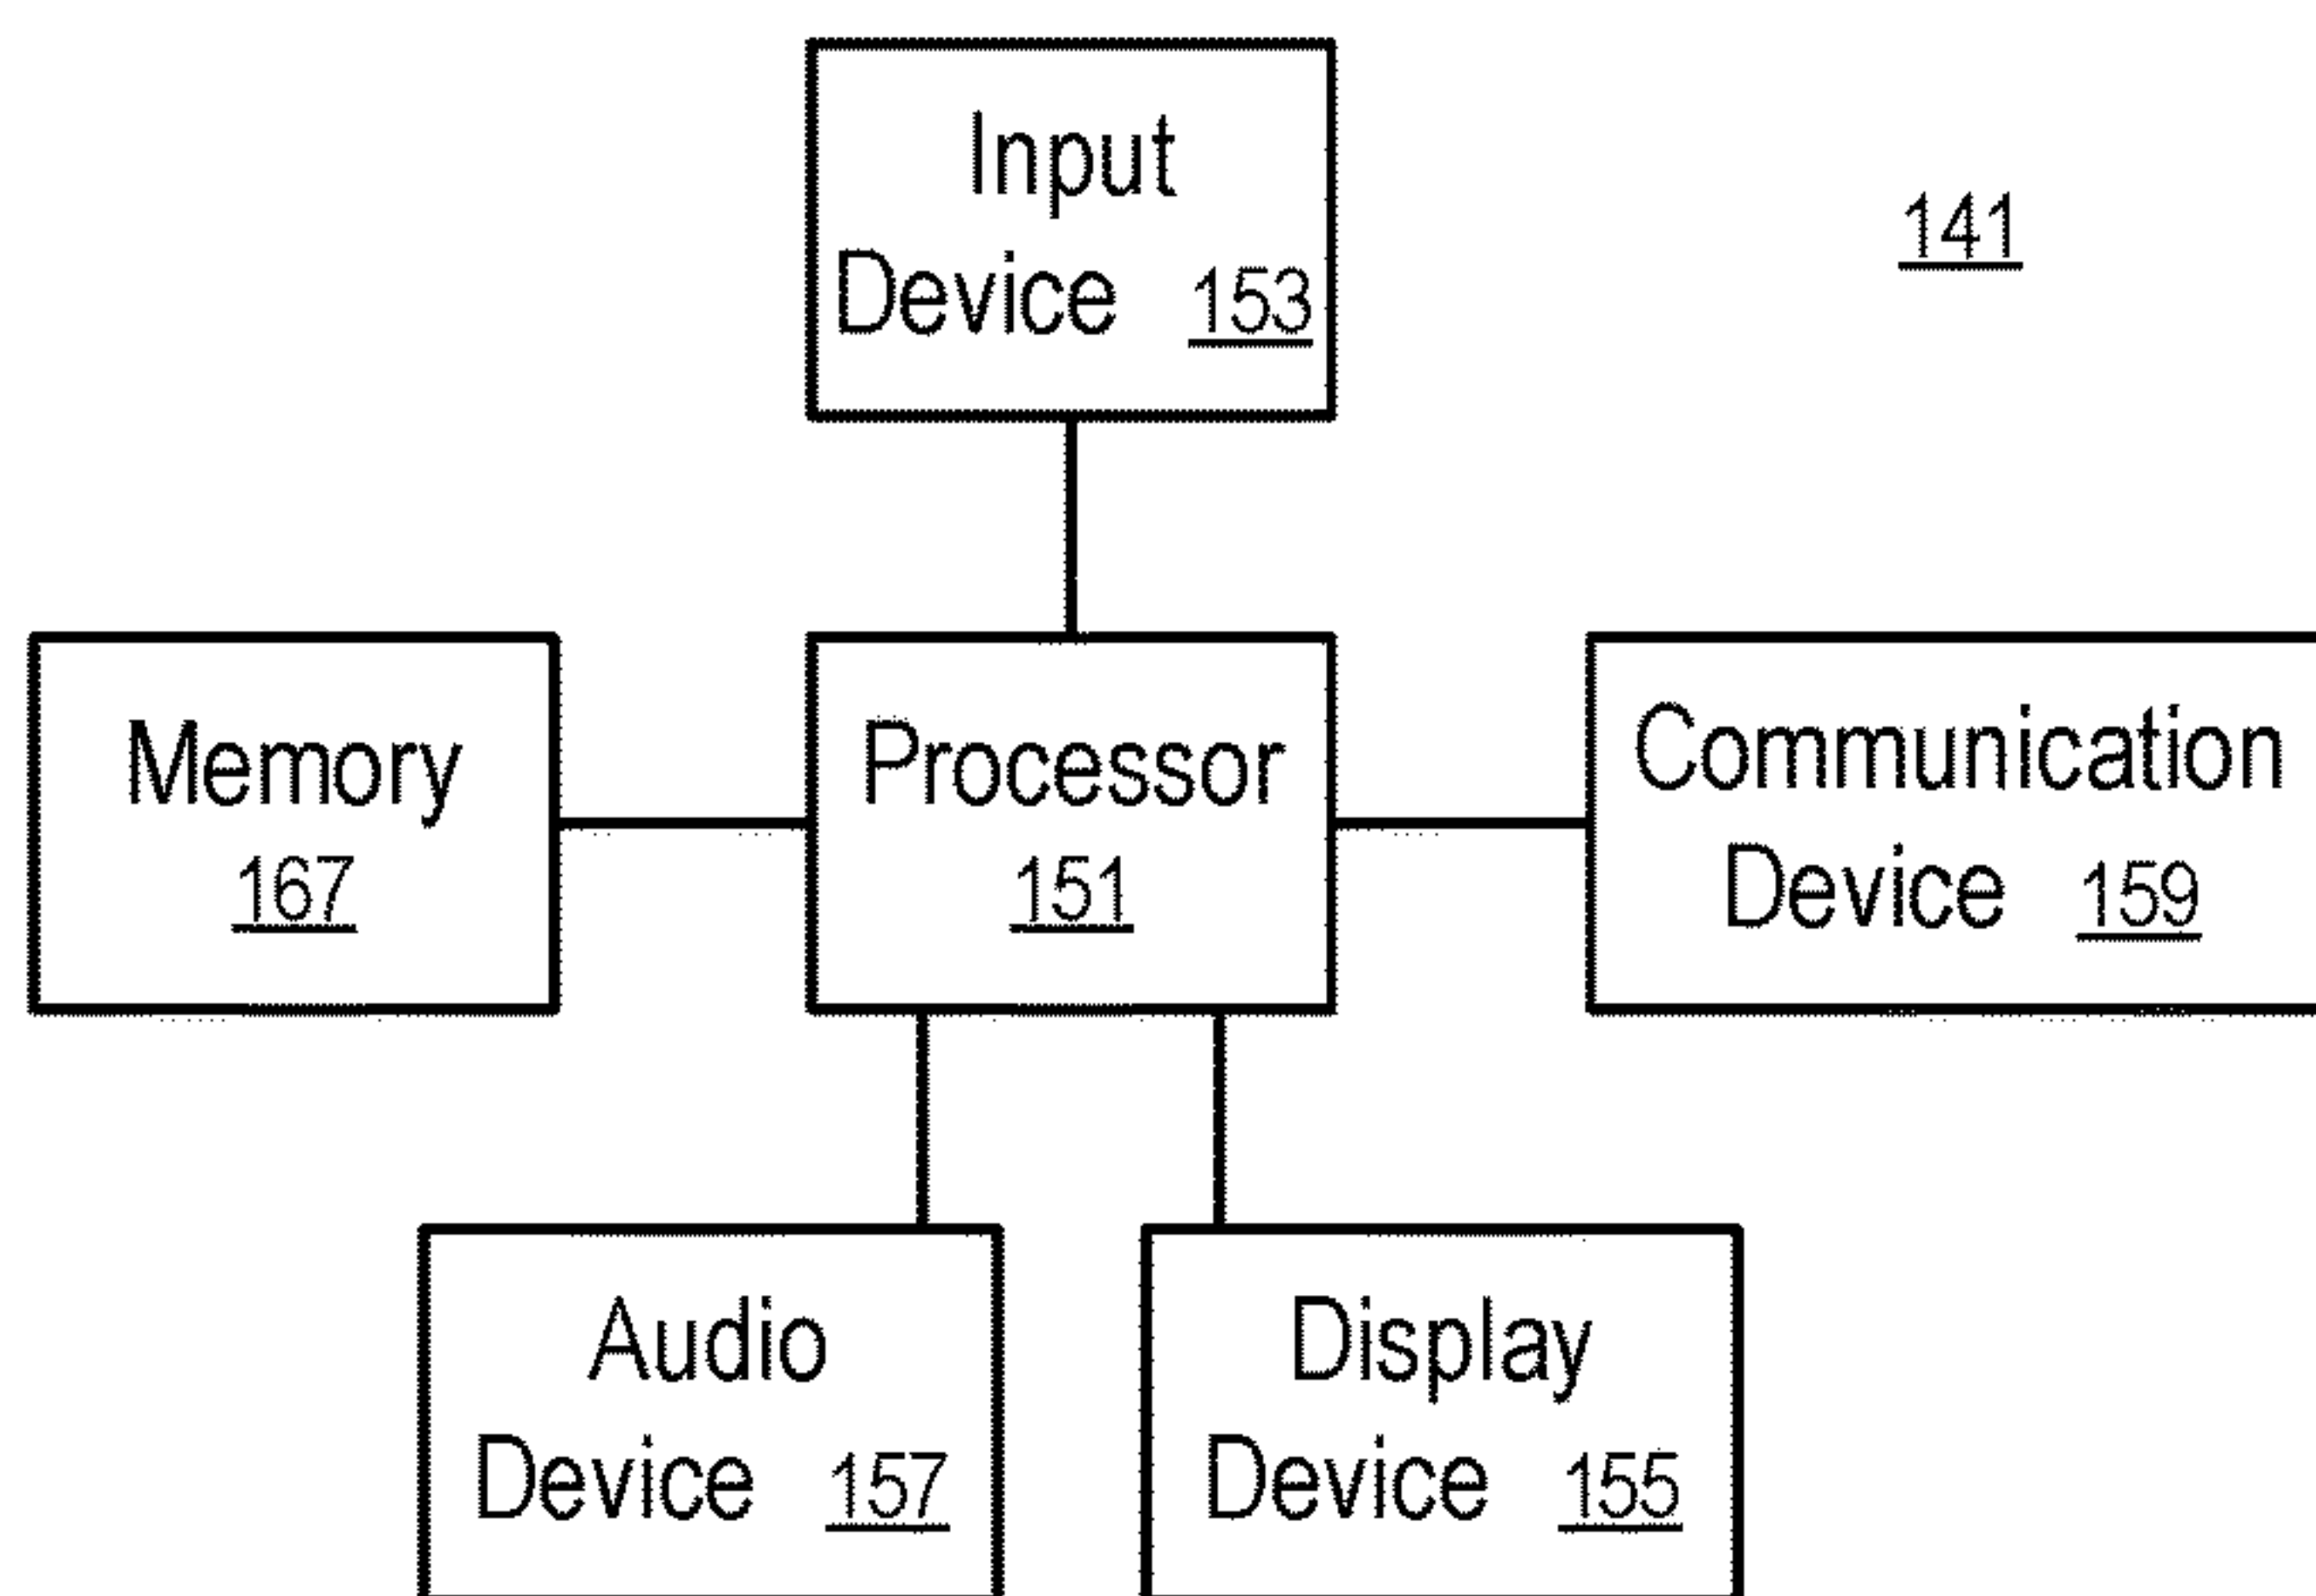 Input
Device 153
141
Memory
167
Processor
151
Communication
Device 159
Audio
Device 157
Display
Device 155